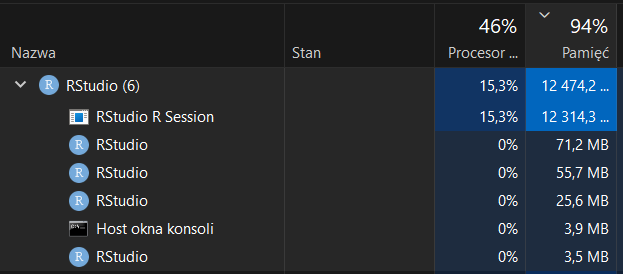 46% 94%
Nazwa Stan Procesor ... Pamięć
RStudio (6) 15,3% 12 474,2 ...
RStudio R Session 15,3% 12 314,3 ...
RStudio 0% 71,2 MB
RStudio 0% 55,7 MB
RStudio 0% 25,6 MB
Host okna konsoli 0% 3,9 MB
RStudio 0% 3,5 MB